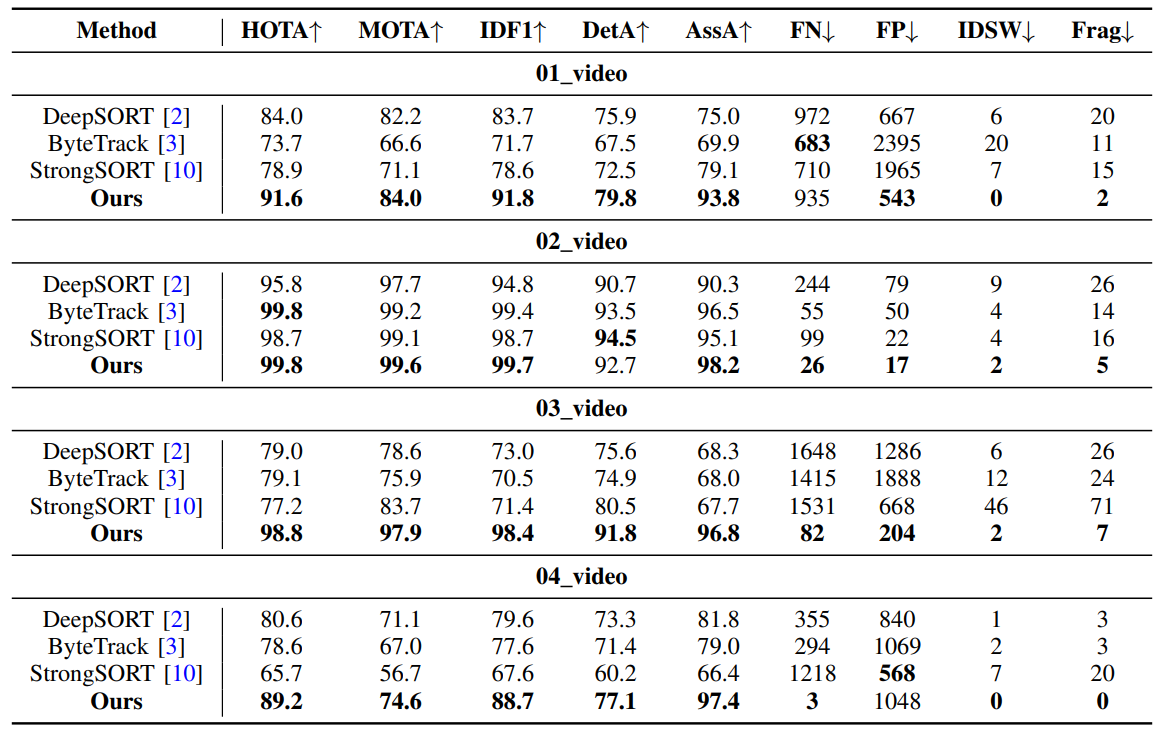 Method HOTA↑ MOTA↑ IDF1↑ DetA↑ AssA↑ FN↓ FP↓ IDSW↓ Frag↓
01_video
DeepSORT [2] 84.0 82.2 83.7 75.9 75.0 972 667 6 20
ByteTrack [3] 73.7 66.6 71.7 67.5 69.9 683 2395 20 11
StrongSORT [10] 78.9 71.1 78.6 72.5 79.1 710 1965 7 15
Ours 91.6 84.0 91.8 79.8 93.8 935 543 0 2
02_video
DeepSORT [2] 95.8 97.7 94.8 90.7 90.3 244 79 9 26
ByteTrack [3] 99.8 99.2 99.4 93.5 96.5 55 50 4 14
StrongSORT [10] 98.7 99.1 98.7 94.5 95.1 99 22 4 16
Ours 99.8 99.6 99.7 92.7 98.2 26 17 2 5
03_video
DeepSORT [2] 79.0 78.6 73.0 75.6 68.3 1648 1286 6 26
ByteTrack [3] 79.1 75.9 70.5 74.9 68.0 1415 1888 12 24
StrongSORT [10] 77.2 83.7 71.4 80.5 67.7 1531 668 46 71
Ours 98.8 97.9 98.4 91.8 96.8 82 204 2 7
04_video
DeepSORT [2] 80.6 71.1 79.6 73.3 81.8 355 840 1 3
ByteTrack [3] 78.6 67.0 77.6 71.4 79.0 294 1069 2 3
StrongSORT [10] 65.7 56.7 67.6 60.2 66.4 1218 568 7 20
Ours 89.2 74.6 88.7 77.1 97.4 3 1048 0 0